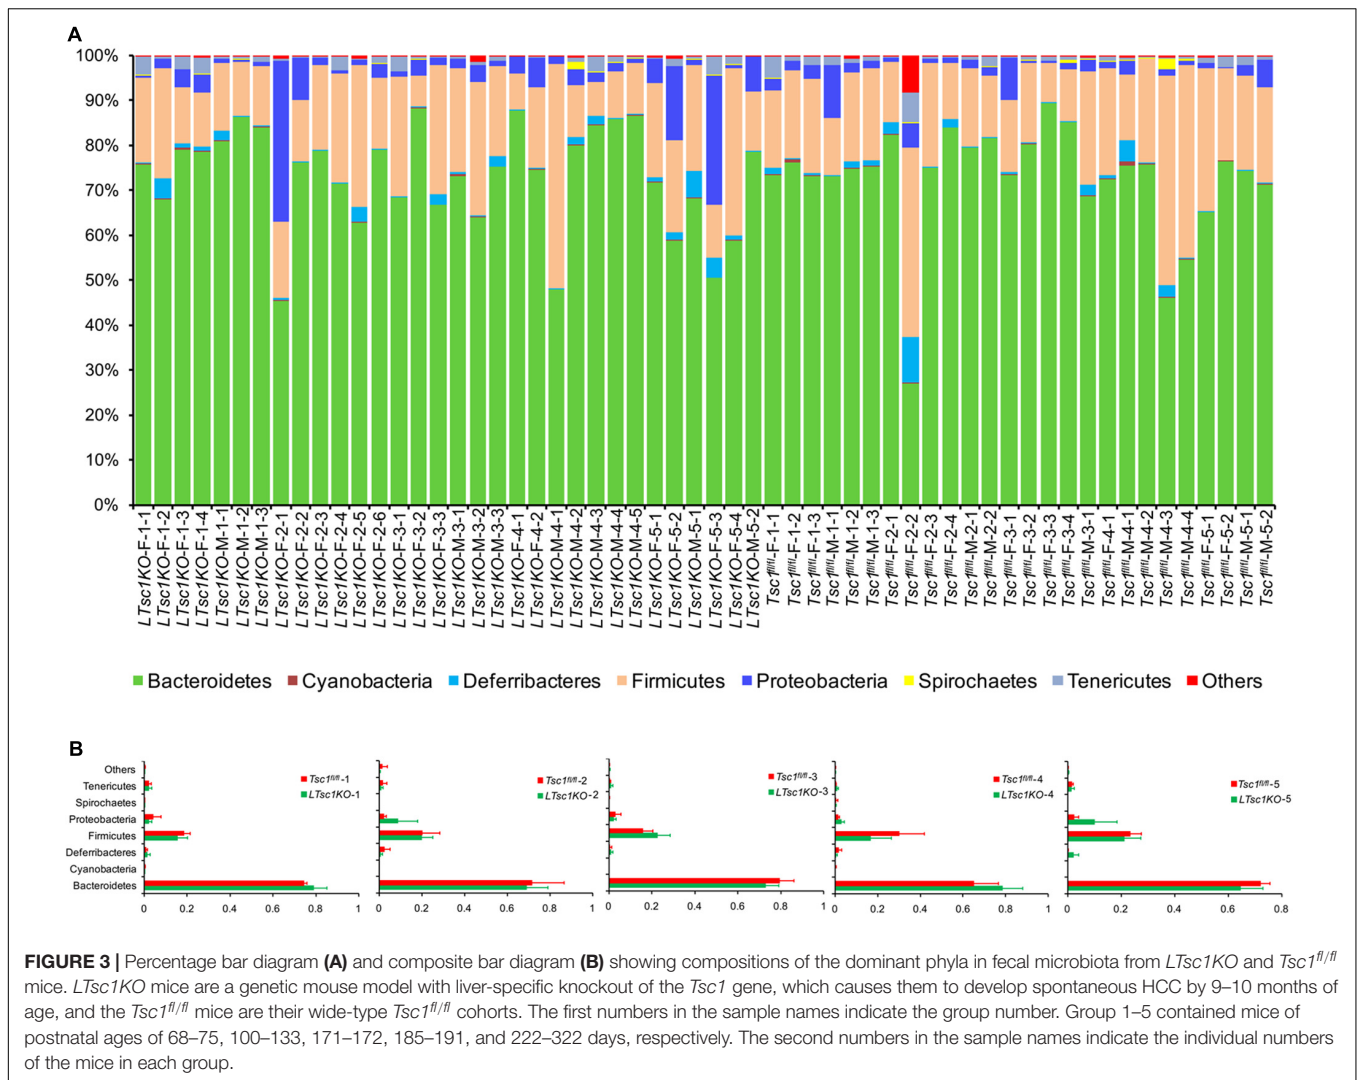 A
100%
90%
80%
70%
60%
50%
40%
30%
20%
10%
0%
LTsc1KO-F-1-1
LTsc1KO-F-1-2
LTsc1KO-F-1-3
LTsc1KO-F-1-4
LTsc1KO-M-1-1
LTsc1KO-M-1-2
LTsc1KO-M-1-3
LTsc1KO-F-2-1
LTsc1KO-F-2-2
LTsc1KO-F-2-3
LTsc1KO-F-2-4
LTsc1KO-F-2-5
LTsc1KO-F-2-6
LTsc1KO-F-3-1
LTsc1KO-F-3-2
LTsc1KO-F-3-3
LTsc1KO-M-3-1
LTsc1KO-M-3-2
LTsc1KO-M-3-3
LTsc1KO-F-4-1
LTsc1KO-F-4-2
LTsc1KO-M-4-1
LTsc1KO-M-4-2
LTsc1KO-M-4-3
LTsc1KO-M-4-4
LTsc1KO-M-4-5
LTsc1KO-F-5-1
LTsc1KO-F-5-2
LTsc1KO-M-5-1
LTsc1KO-F-5-3
LTsc1KO-F-5-4
LTsc1KO-M-5-2
Tsc1fl/fl-F-1-1
Tsc1fl/fl-F-1-2
Tsc1fl/fl-F-1-3
Tsc1fl/fl-M-1-1
Tsc1fl/fl-M-1-2
Tsc1fl/fl-M-1-3
Tsc1fl/fl-F-2-1
Tsc1fl/fl-F-2-2
Tsc1fl/fl-F-2-3
Tsc1fl/fl-F-2-4
Tsc1fl/fl-M-2-1
Tsc1fl/fl-M-2-2
Tsc1fl/fl-F-3-1
Tsc1fl/fl-F-3-2
Tsc1fl/fl-F-3-3
Tsc1fl/fl-F-3-4
Tsc1fl/fl-M-3-1
Tsc1fl/fl-F-4-1
Tsc1fl/fl-M-4-1
Tsc1fl/fl-M-4-2
Tsc1fl/fl-M-4-3
Tsc1fl/fl-M-4-4
Tsc1fl/fl-F-5-1
Tsc1fl/fl-F-5-2
Tsc1fl/fl-M-5-1
Tsc1fl/fl-M-5-2
Bacteroidetes Cyanobacteria Deferribacteres Firmicutes Proteobacteria Spirochaetes Tenericutes Others
B
Others
Tenericutes
Spirochaetes
Proteobacteria
Firmicutes
Deferribacteres
Cyanobacteria
Bacteroidetes
Tsc1fl/fl-1
LTsc1KO-1
0 0.2 0.4 0.6 0.8 1
Tsc1fl/fl-2
LTsc1KO-2
0 0.2 0.4 0.6 0.8 1
Tsc1fl/fl-3
LTsc1KO-3
0 0.2 0.4 0.6 0.8 1
Tsc1fl/fl-4
LTsc1KO-4
0 0.2 0.4 0.6 0.8 1
Tsc1fl/fl-5
LTsc1KO-5
0 0.2 0.4 0.6 0.8
FIGURE 3 | Percentage bar diagram (A) and composite bar diagram (B) showing compositions of the dominant phyla in fecal microbiota from LTsc1KO and Tsc1fl/fl
mice. LTsc1KO mice are a genetic mouse model with liver-specific knockout of the Tsc1 gene, which causes them to develop spontaneous HCC by 9–10 months of
age, and the Tsc1fl/fl mice are their wide-type Tsc1fl/fl cohorts. The first numbers in the sample names indicate the group number. Group 1–5 contained mice of
postnatal ages of 68–75, 100–133, 171–172, 185–191, and 222–322 days, respectively. The second numbers in the sample names indicate the individual numbers
of the mice in each group.